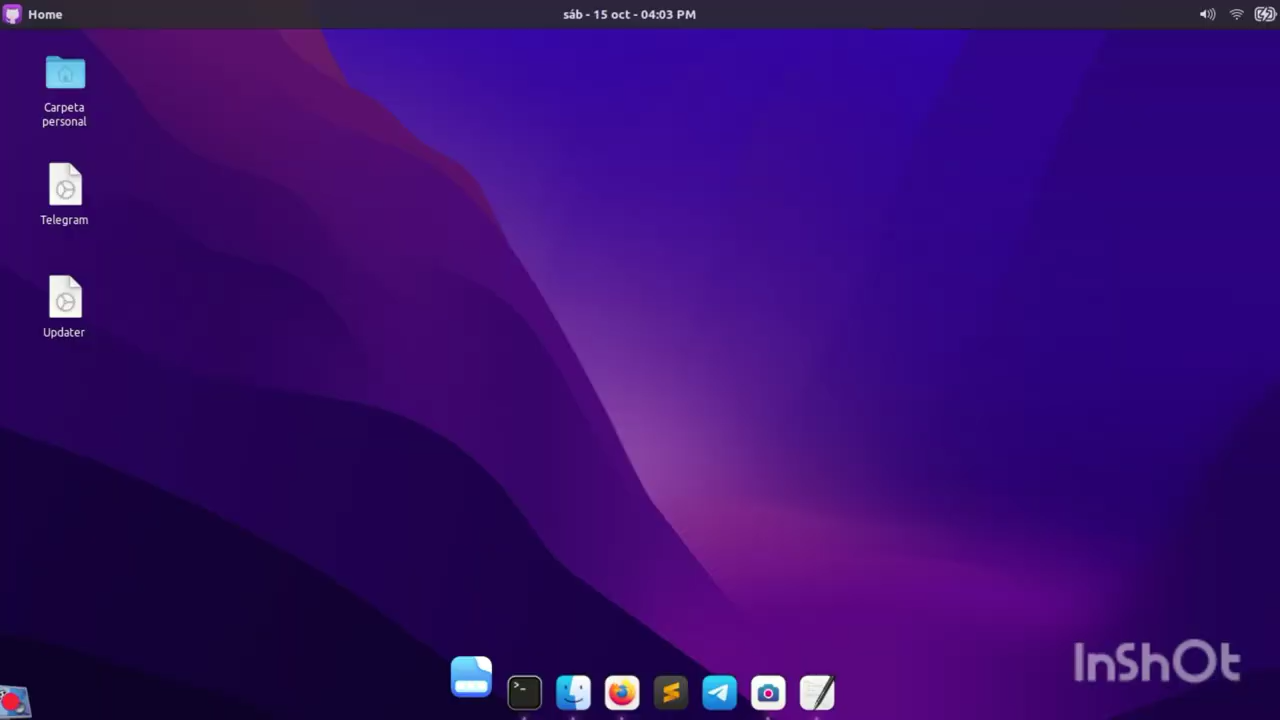 Home
sáb - 15 oct - 04:03 PM
Carpeta
personal
Telegram
Updater
InShOt